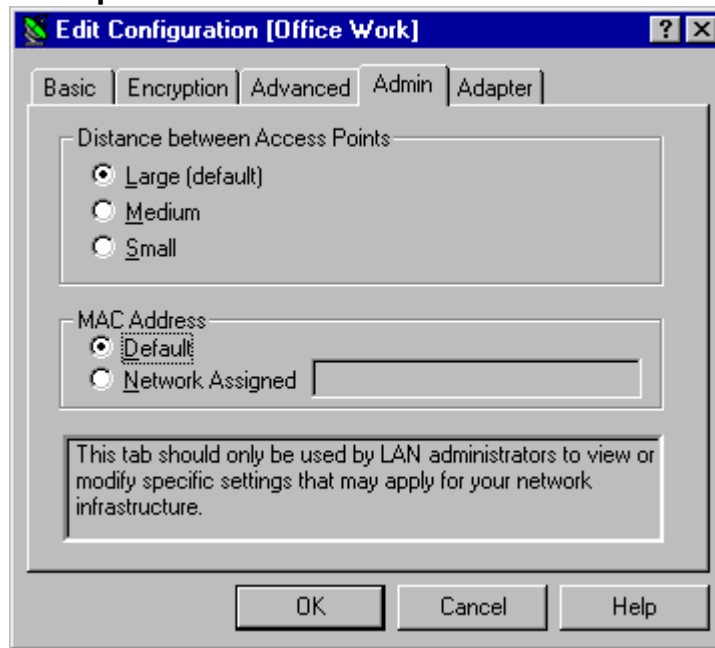 Edit Configuration [Office Work]
Basic Encryption Advanced Admin Adapter
Distance between Access Points
Large (default)
Medium
Small
MAC Address
Default
Network Assigned
This tab should only be used by LAN administrators to view or
modify specific settings that may apply for your network
infrastructure.
OK Cancel Help